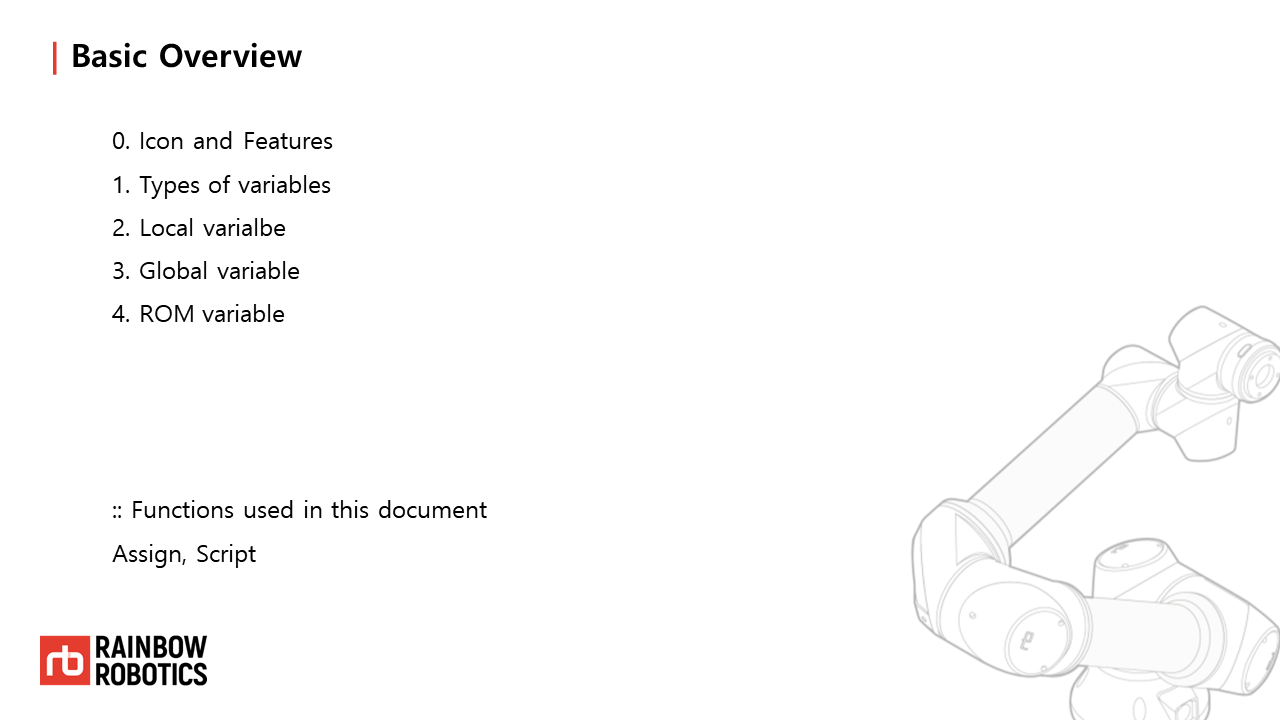 Basic Overview
0. Icon and Features
1. Types of variables
2. Local varialbe
3. Global variable
4. ROM variable
:: Functions used in this document
Assign, Script
rb RAINBOW
ROBOTICS
rb